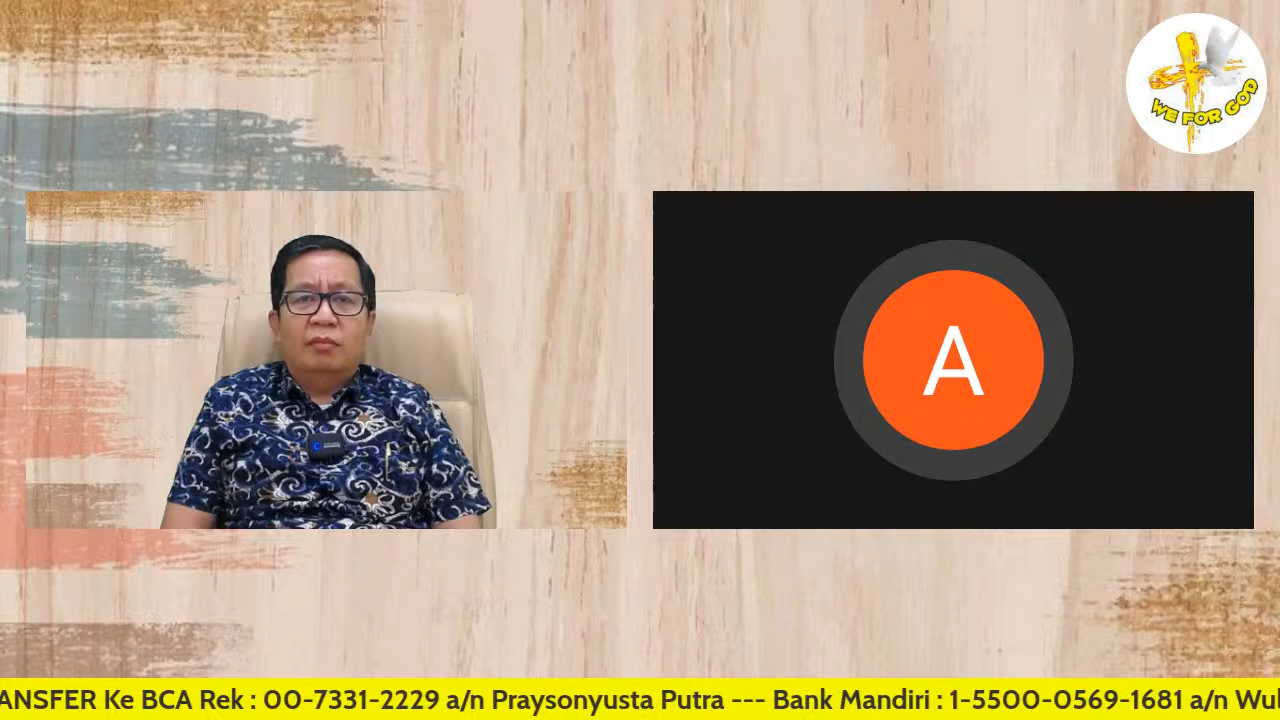 WE FOR GOD
A
ANSFER Ke BCA Rek : 00-7331-2229 a/n Praysonyusta Putra --- Bank Mandiri : 1-5500-0569-1681 a/n Wul